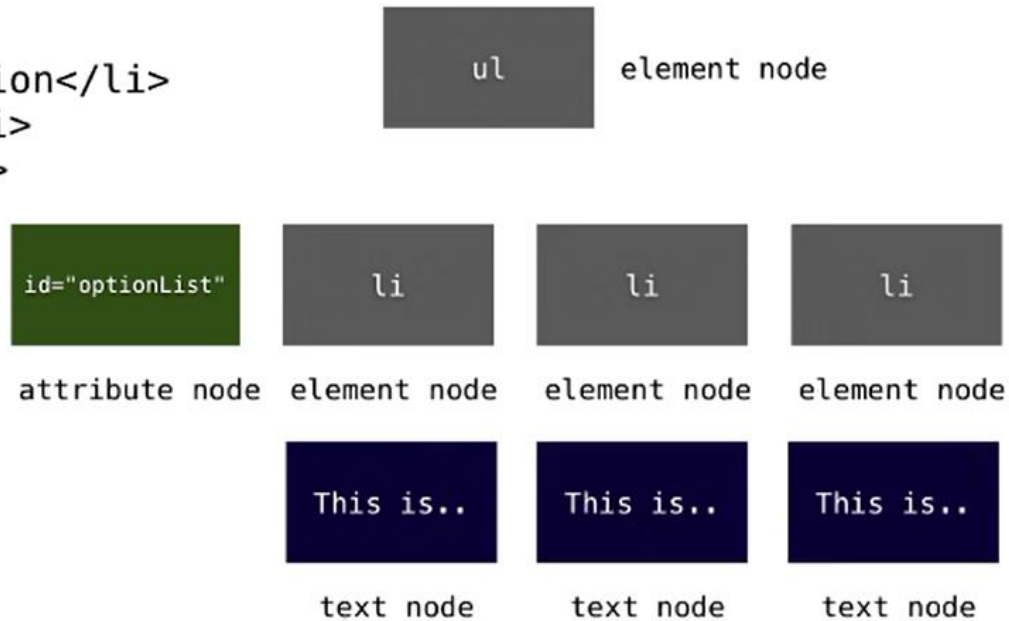 ion</li>
i>
>
ul element node
id="optionList" li li li
attribute node element node element node element node
This is.. This is.. This is..
text node text node text node